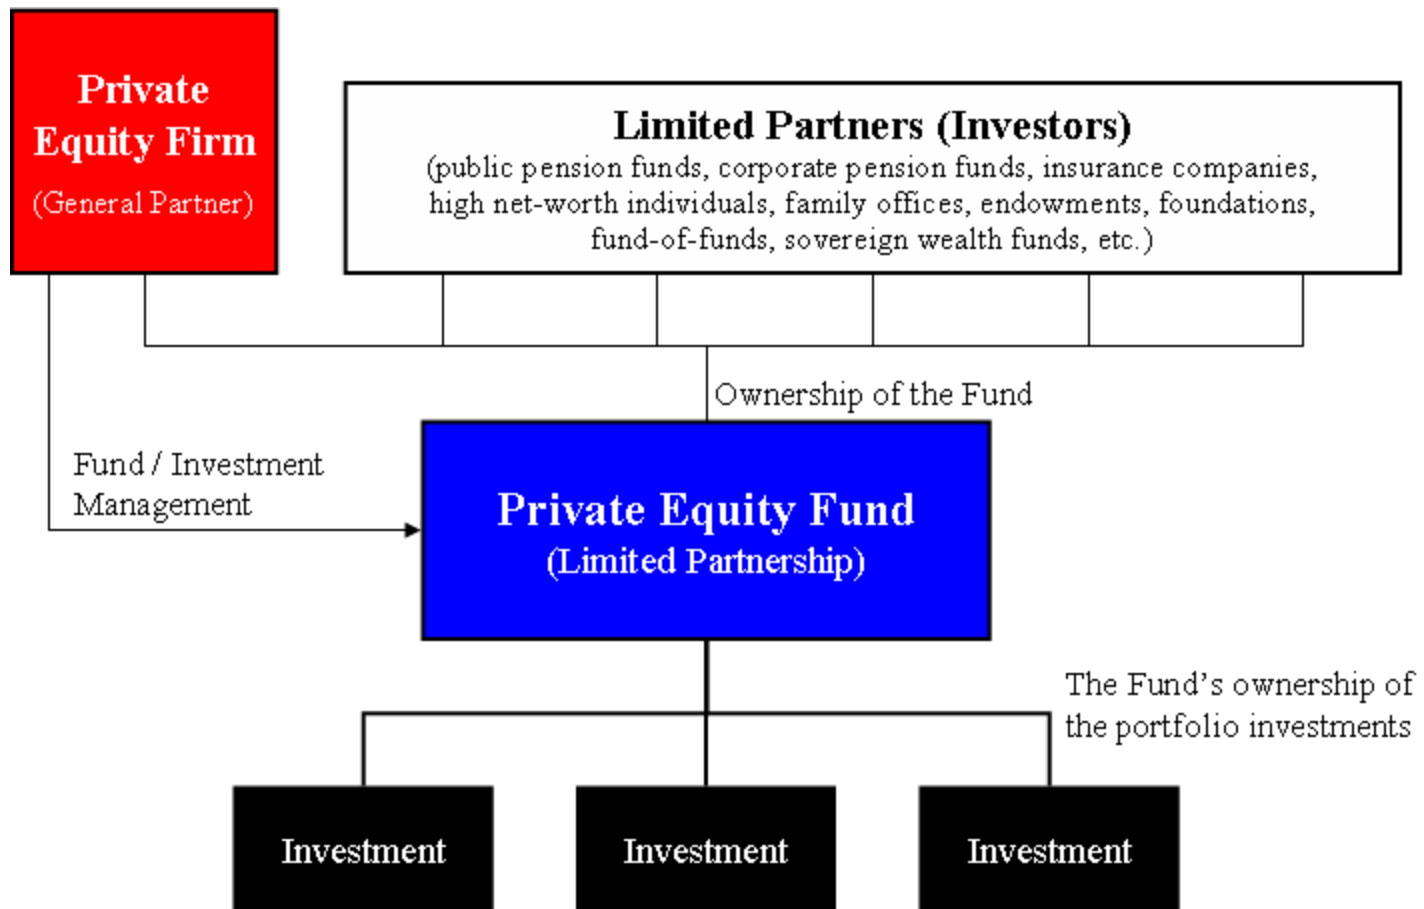 Private
Equity Firm
(General Partner)
Limited Partners (Investors)
(public pension funds, corporate pension funds, insurance companies,
high net-worth individuals, family offices, endowments, foundations,
fund-of-funds, sovereign wealth funds, etc.)
Ownership of the Fund
Fund / Investment
Management
Private Equity Fund
(Limited Partnership)
The Fund’s ownership of
the portfolio investments
Investment
Investment
Investment